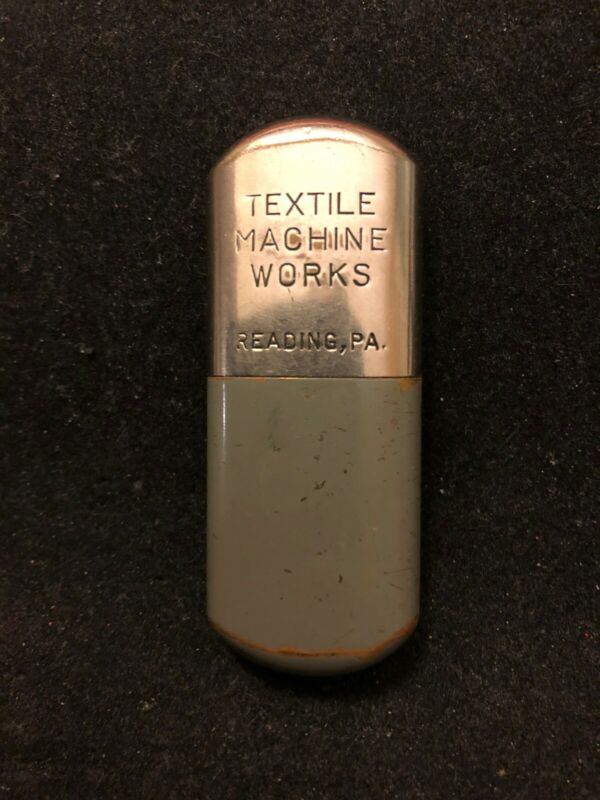 TEXTILE
MACHINE
WORKS
READING, PA.